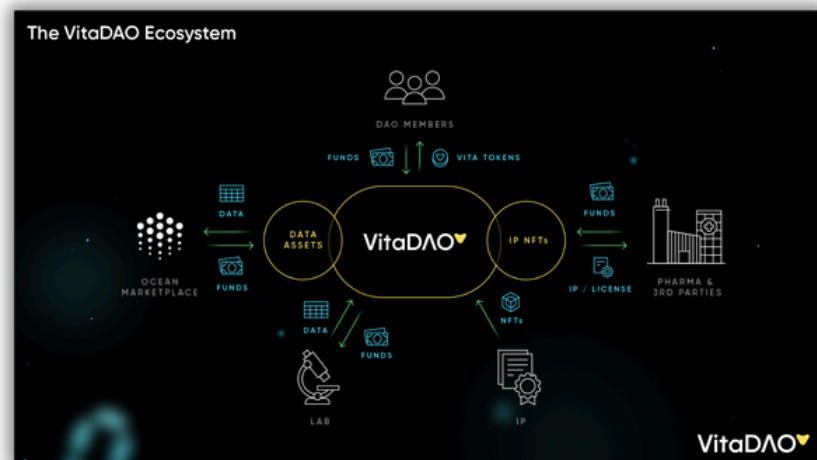 The VitaDAO Ecosystem
DAO MEMBERS
FUNDS
VITA TOKENS
DATA
FUNDS
DATA
ASSETS
VitaDAO
IP NFTs
OCEAN
MARKETPLACE
FUNDS
IP / LICENSE
PHARMA &
3RD PARTIES
DATA
FUNDS
NFTs
LAB
IP
VitaDAO